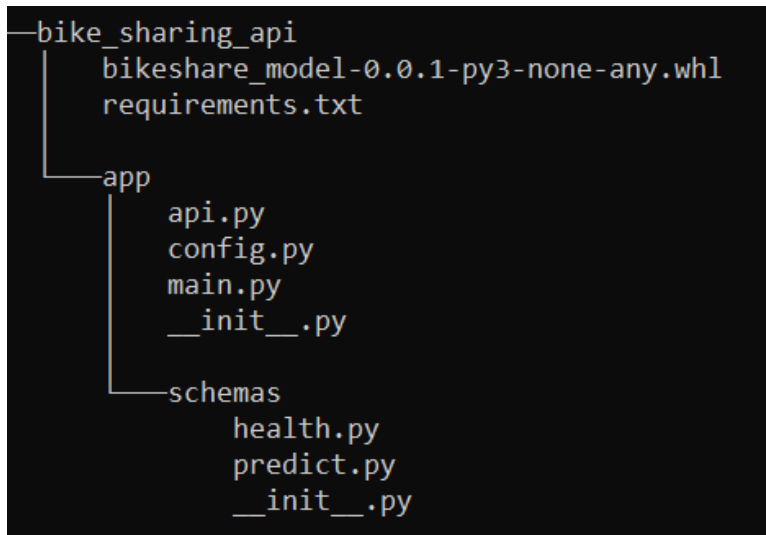 bike_sharing_api
bikeshare_model-0.0.1-py3-none-any.whl
requirements.txt
app
api.py
config.py
main.py
__init__.py
schemas
health.py
predict.py
__init__.py